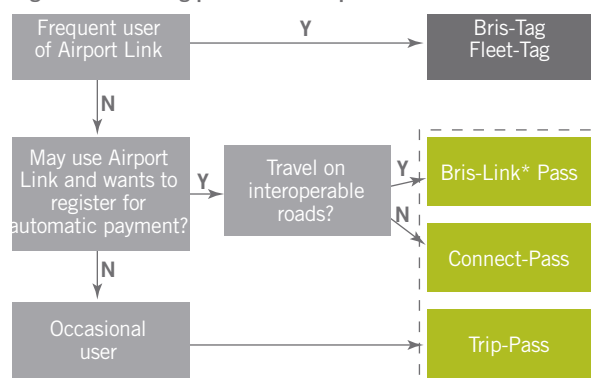 Frequent user
of Airport Link
Y
Bris-Tag
Fleet-Tag
N
May use Airport
Link and wants to
register for
automatic payment?
Y
Travel on
interoperable
roads?
Y
Bris-Link* Pass
N
Connect-Pass
N
Occasional
user
Trip-Pass